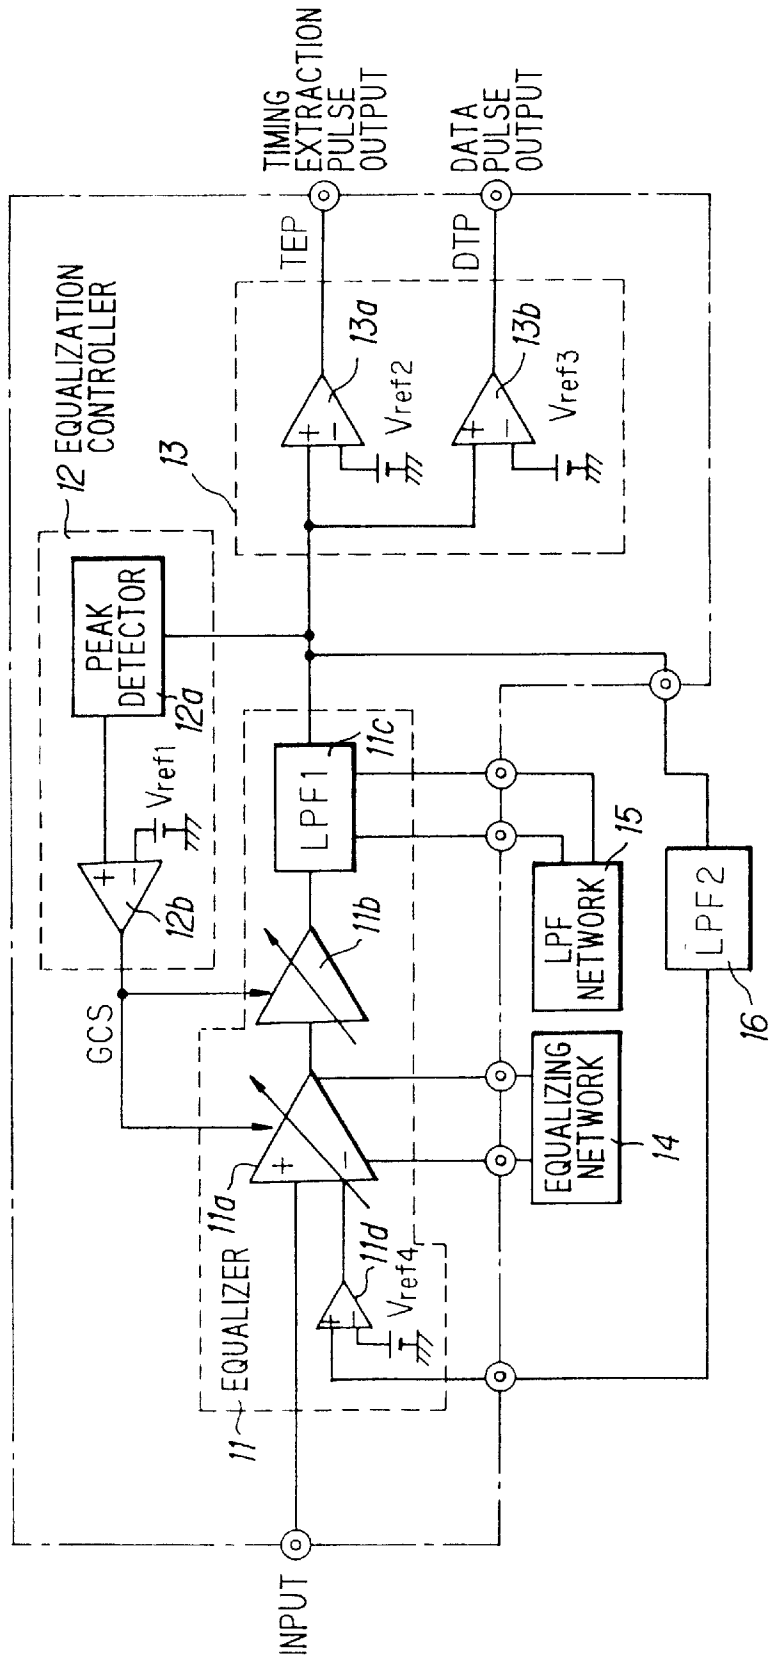 INPUT
11 EQUALIZER
11a
11d
Vref4
GCS
11b
LPF1
11c
12 EQUALIZATION
CONTROLLER
PEAK
DETECTOR
12a
12b
Vref1
+
−
+
−
+
−
13
13a
Vref2
+
−
13b
Vref3
+
−
TEP
TIMING
EXTRACTION
PULSE
OUTPUT
DTP
DATA
PULSE
OUTPUT
EQUALIZING
NETWORK
14
LPF
NETWORK
15
LPF2
16